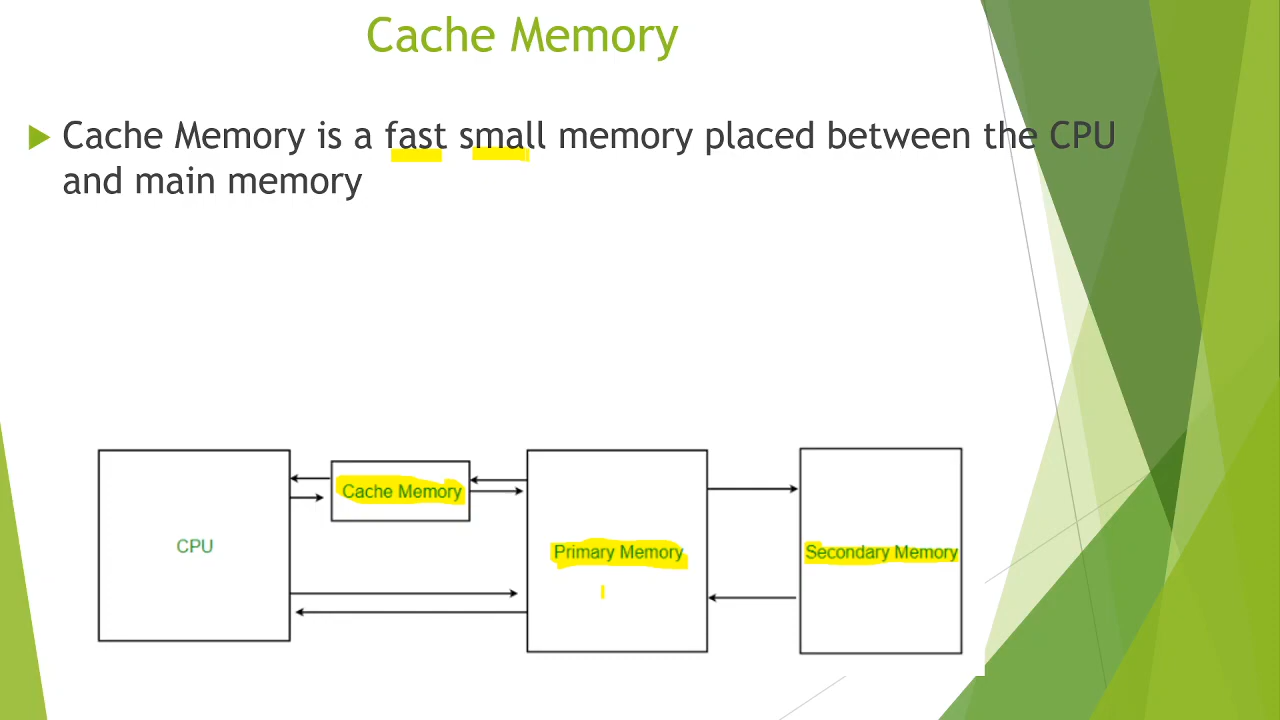 Cache Memory
Cache Memory is a fast small memory placed between the CPU
and main memory
Cache Memory
CPU
Primary Memory
Secondary Memory